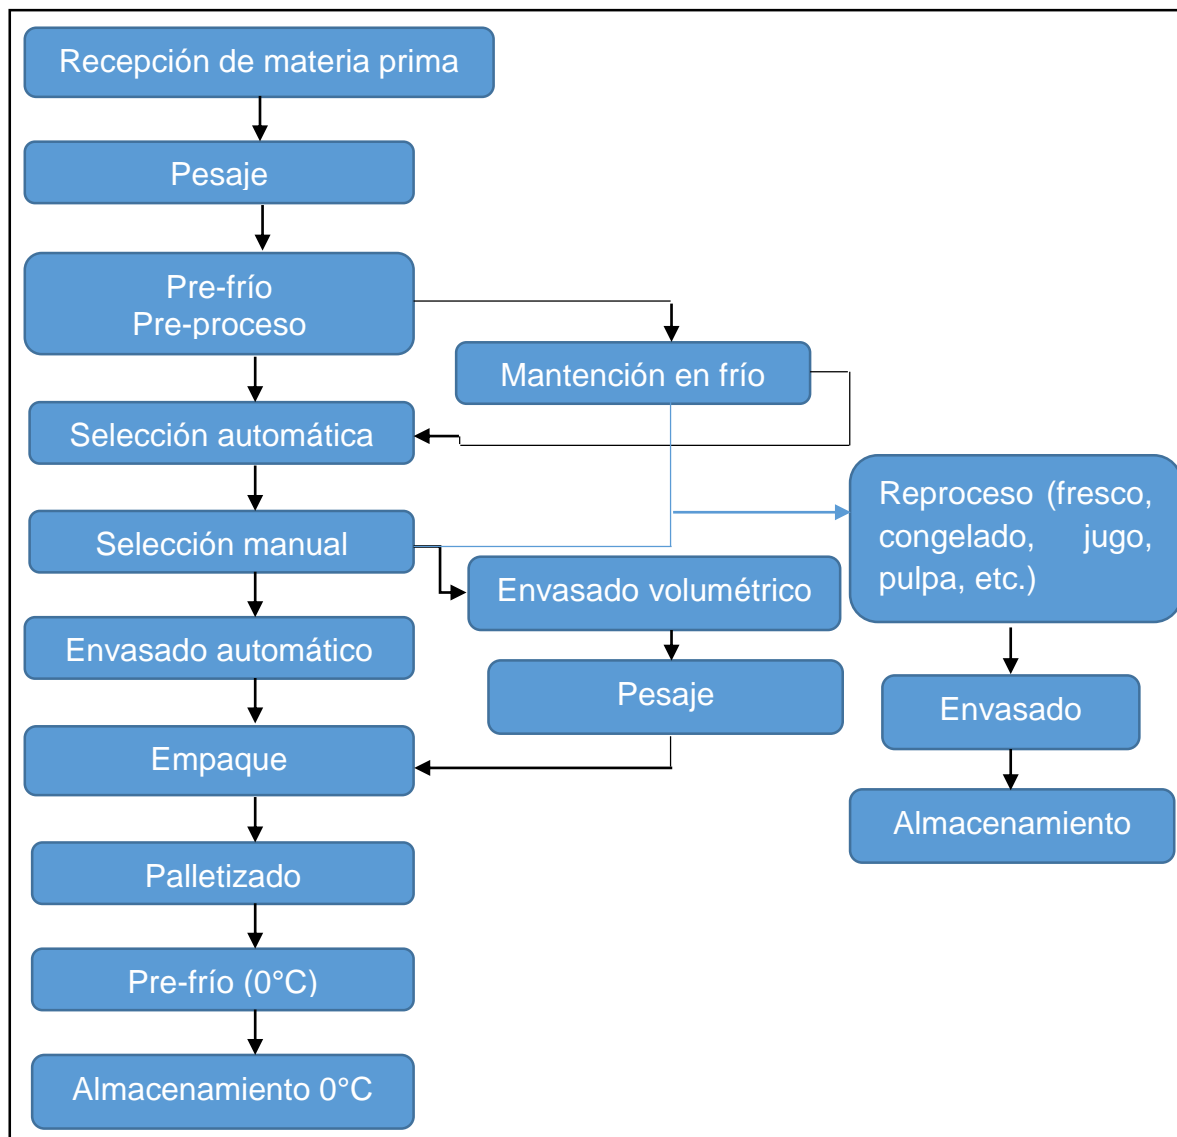 Recepción de materia prima
Pesaje
Pre-frío
Pre-proceso
Mantención en frío
Selección automática
Selección manual
Reproceso (fresco,
congelado, jugo,
pulpa, etc.)
Envasado volumétrico
Envasado automático
Pesaje
Envasado
Empaque
Almacenamiento
Palletizado
Pre-frío (0°C)
Almacenamiento 0°C